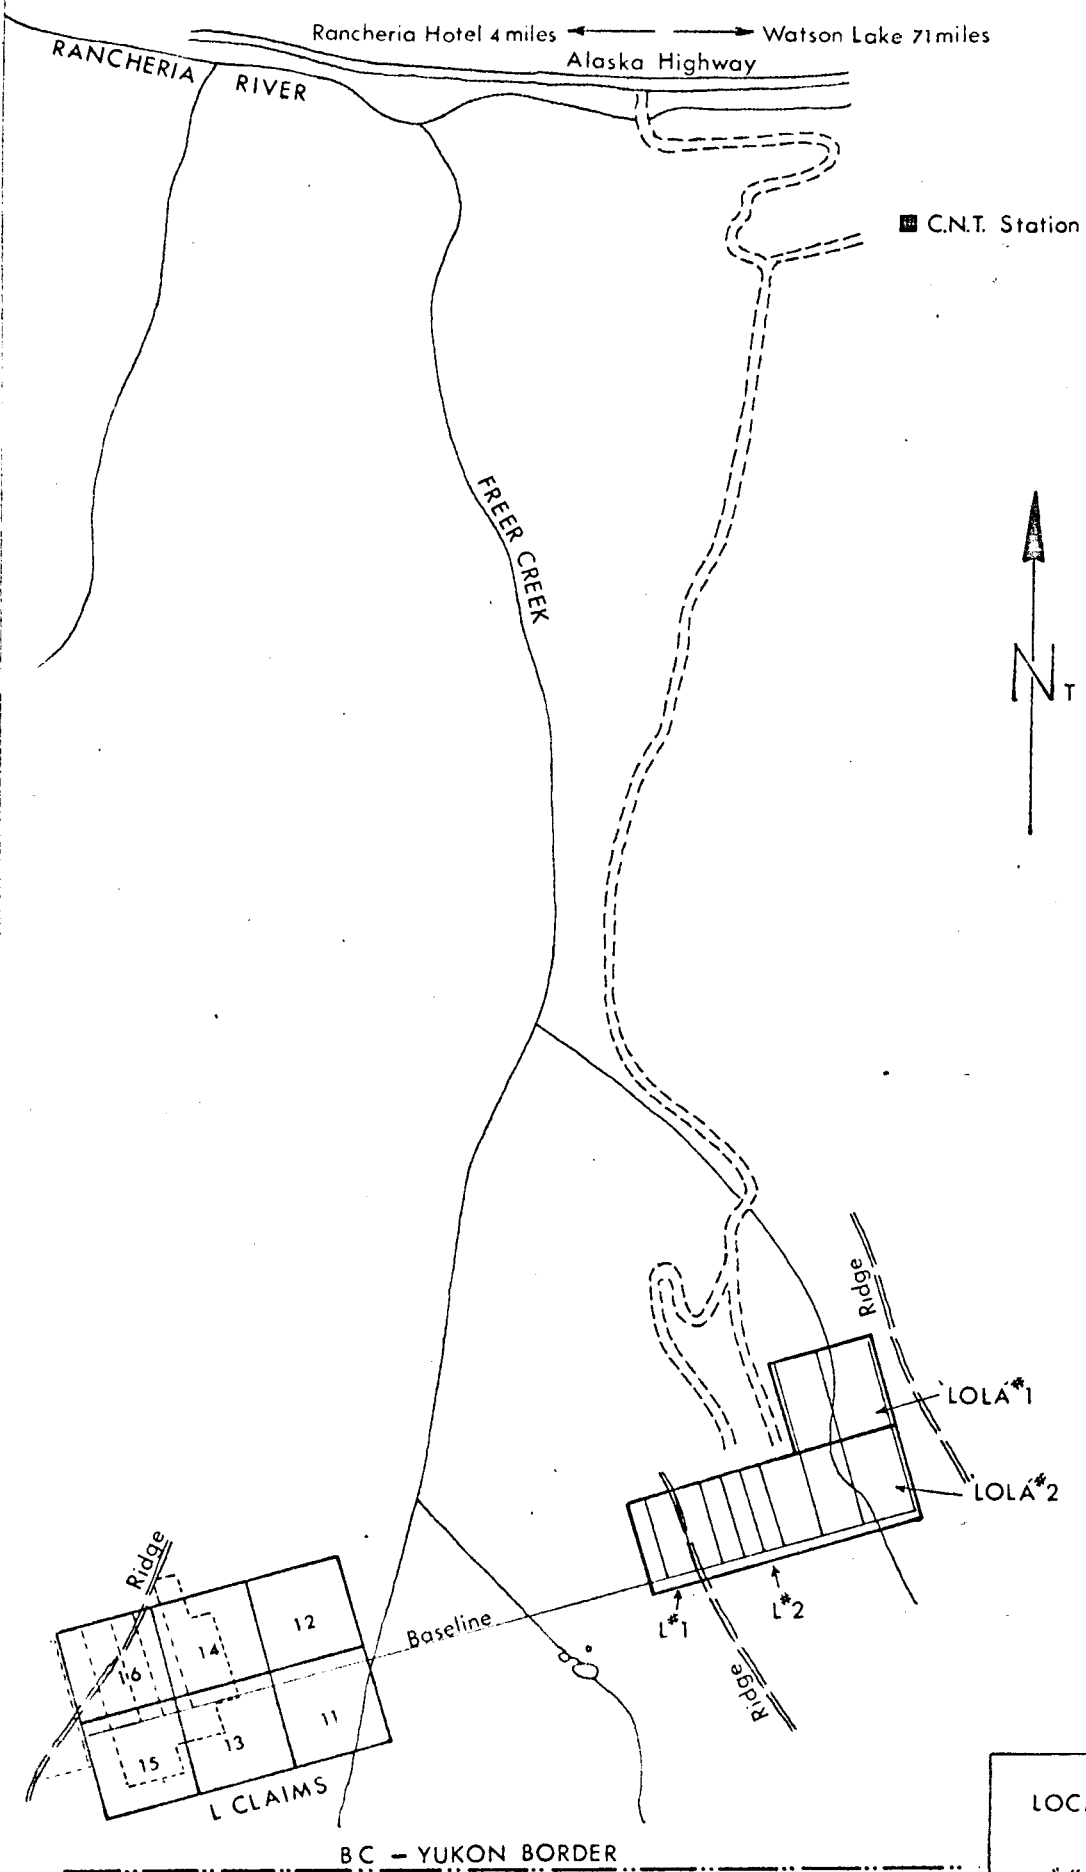 Rancheria Hotel 4 miles Watson Lake 71 miles
Alaska Highway
RANCHERIA RIVER
C.N.T. Station
FREER CREEK
N T
Ridge
LOLA #1
LOLA #2
Ridge
L#1
L#2
Ridge
Baseline
12
14
16
11
13
15
L CLAIMS
BC – YUKON BORDER